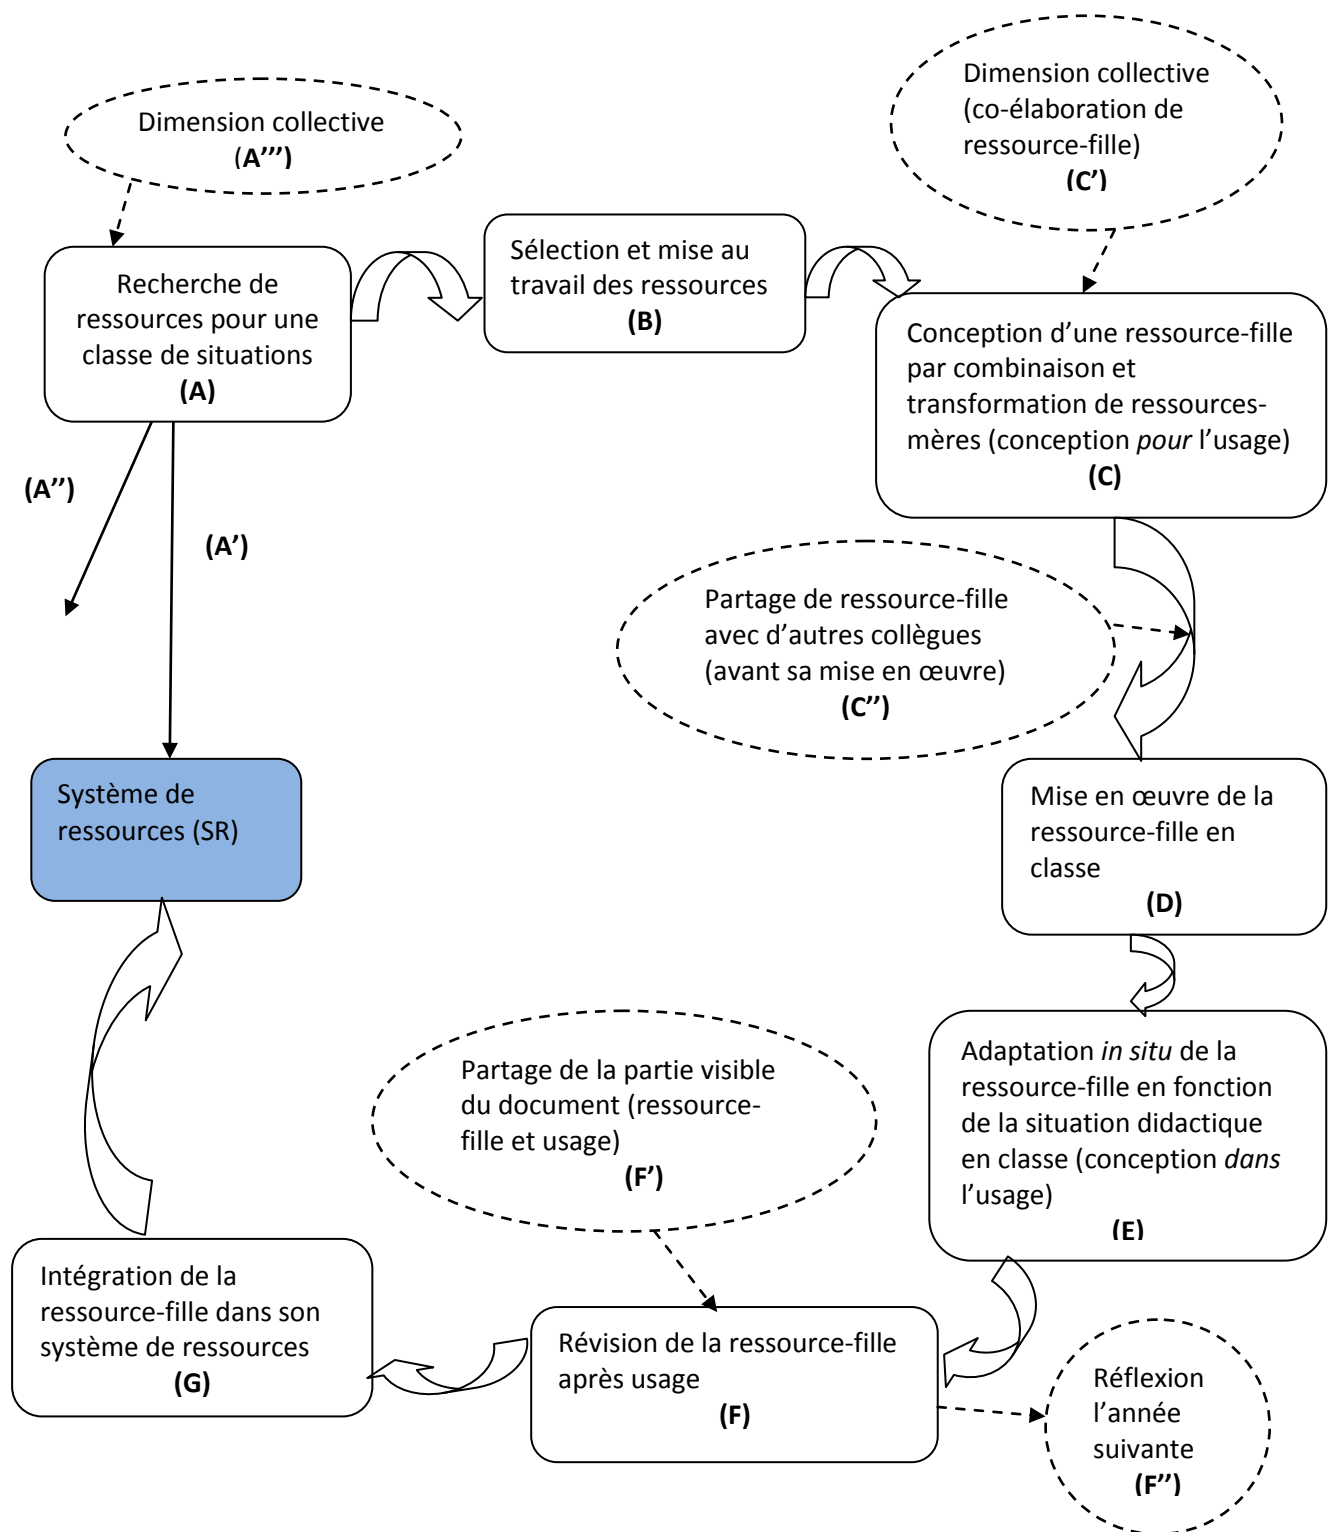 Dimension collective
(A’’’)
Dimension collective
(co-élaboration de
ressource-fille)
(C’)
Recherche de
ressources pour une
classe de situations
(A)
Sélection et mise au
travail des ressources
(B)
Conception d’une ressource-fille
par combinaison et
transformation de ressources-
mères (conception pour l’usage)
(C)
(A’’)
(A’)
Partage de ressource-fille
avec d’autres collègues
(avant sa mise en œuvre)
(C’’)
Système de
ressources (SR)
Mise en œuvre de la
ressource-fille en
classe
(D)
Partage de la partie visible
du document (ressource-
fille et usage)
(F’)
Adaptation in situ de la
ressource-fille en fonction
de la situation didactique
en classe (conception dans
l’usage)
(E)
Intégration de la
ressource-fille dans son
système de ressources
(G)
Révision de la ressource-fille
après usage
(F)
Réflexion
l’année
suivante
(F’’)